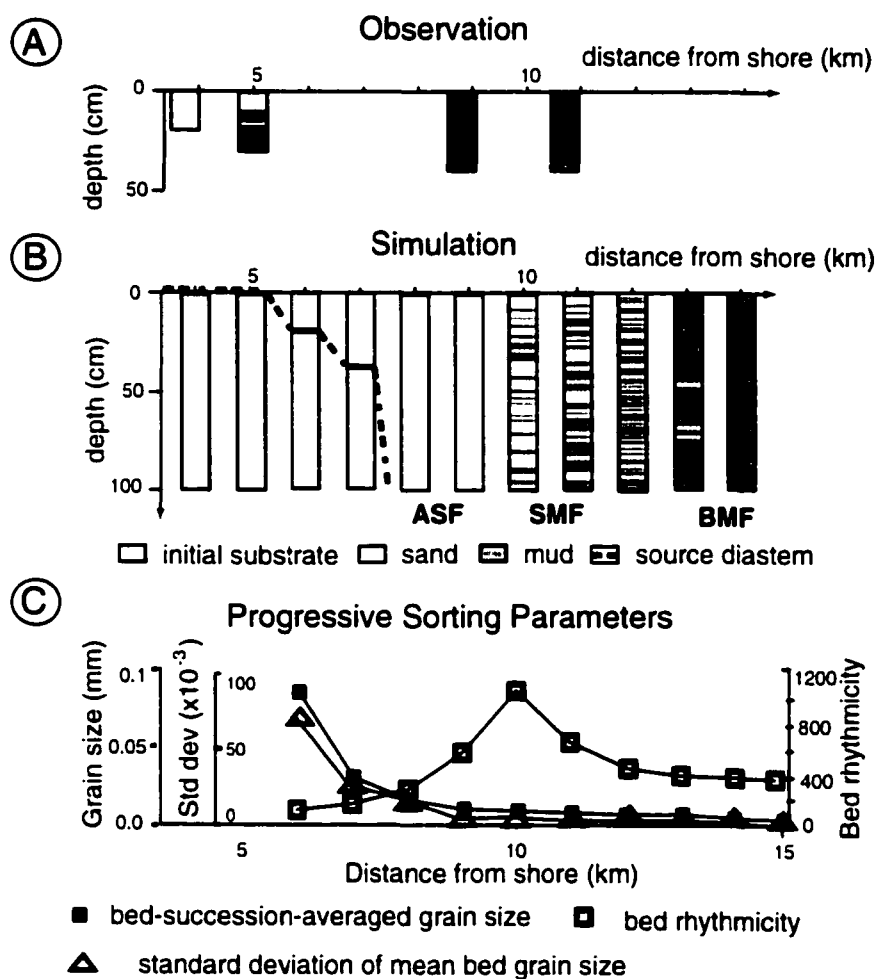 A
Observation
distance from shore (km)
0
5
10
depth (cm)
50
B
Simulation
distance from shore (km)
5
10
0
depth (cm)
50
100
ASF SMF BMF
initial substrate sand mud source diastem
C
Progressive Sorting Parameters
Grain size (mm)
0.1
0.05
0.0
Std dev (x10⁻³)
100
50
0
1200
800
400
0
Bed rhythmicity
5 10 15
Distance from shore (km)
bed-succession-averaged grain size bed rhythmicity
standard deviation of mean bed grain size